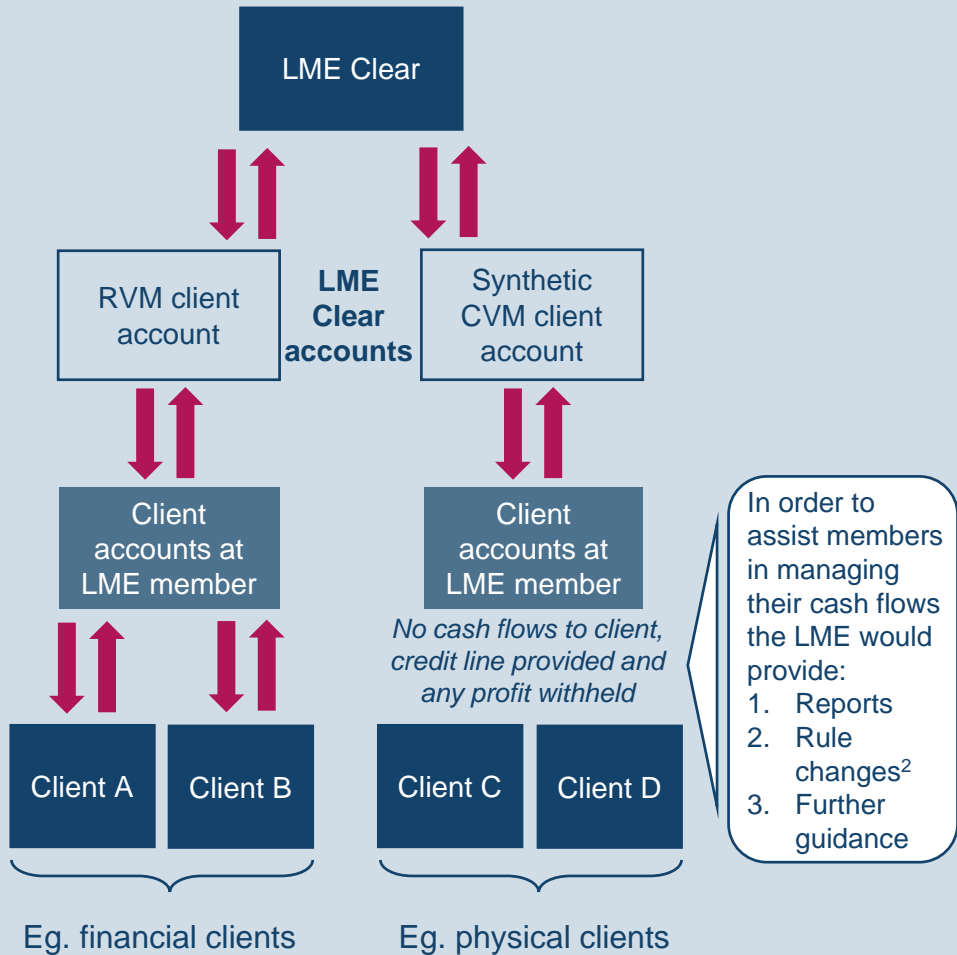 LME Clear
RVM client
account
LME
Clear
accounts
Synthetic
CVM client
account
Client
accounts at
LME member
Client
accounts at
LME member
No cash flows to client,
credit line provided and
any profit withheld
In order to
assist members
in managing
their cash flows
the LME would
provide:
1. Reports
2. Rule
changes²
3. Further
guidance
Client A
Client B
Client C
Client D
Eg. financial clients
Eg. physical clients